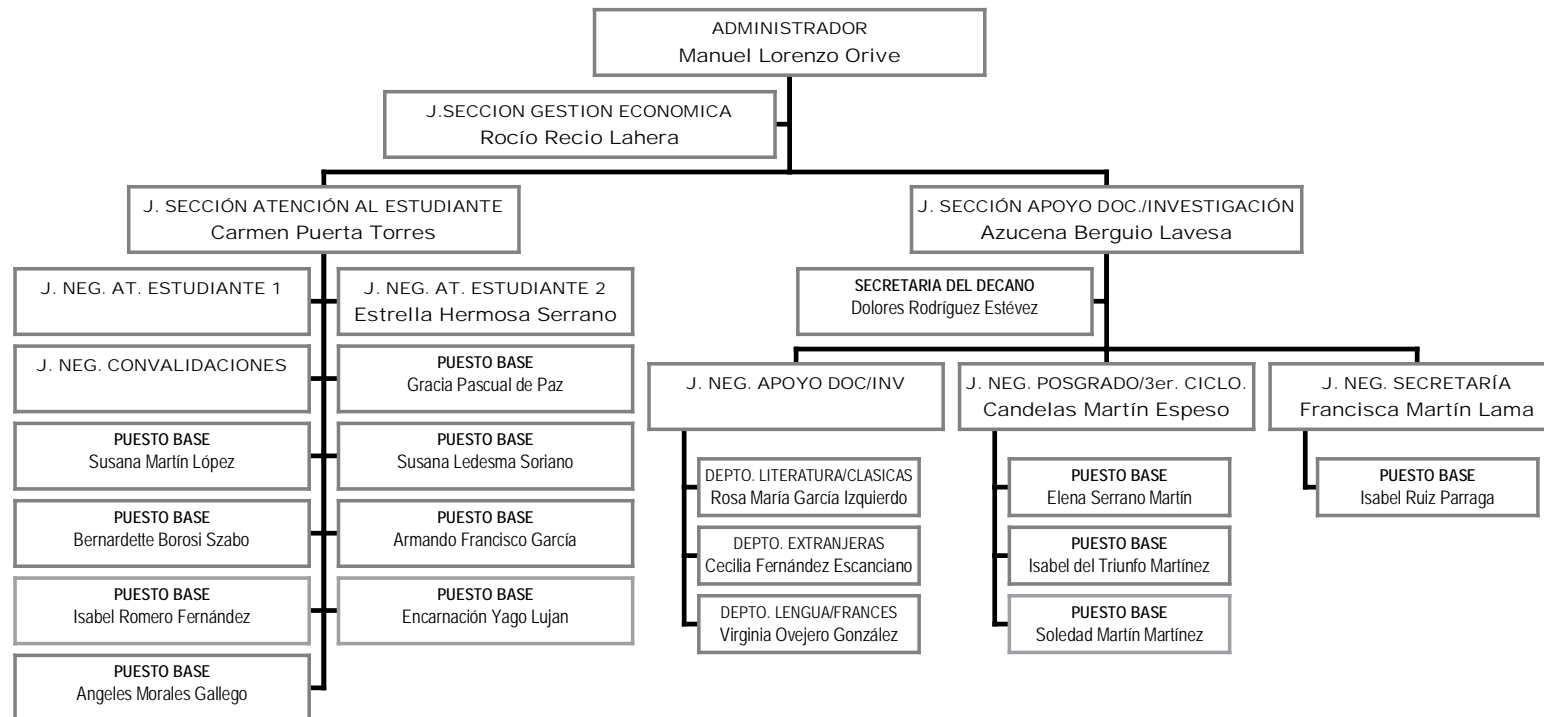 ADMINISTRADOR
Manuel Lorenzo Orive
J.SECCION GESTION ECONOMICA
Rocío Recio Lahera
J. SECCIÓN ATENCIÓN AL ESTUDIANTE
Carmen Puerta Torres
J. SECCIÓN APOYO DOC./INVESTIGACIÓN
Azucena Berguio Lavesa
J. NEG. AT. ESTUDIANTE 1
J. NEG. AT. ESTUDIANTE 2
Estrella Hermosa Serrano
J. NEG. CONVALIDACIONES
PUESTO BASE
Gracia Pascual de Paz
PUESTO BASE
Susana Martín López
PUESTO BASE
Susana Ledesma Soriano
PUESTO BASE
Bernardette Borosi Szabo
PUESTO BASE
Armando Francisco García
PUESTO BASE
Isabel Romero Fernández
PUESTO BASE
Encarnación Yago Lujan
PUESTO BASE
Angeles Morales Gallego
SECRETARIA DEL DECANO
Dolores Rodríguez Estévez
J. NEG. APOYO DOC/INV
DEPTO. LITERATURA/CLASICAS
Rosa María García Izquierdo
DEPTO. EXTRANJERAS
Cecilia Fernández Escanciano
DEPTO. LENGUA/FRANCES
Virginia Ovejero González
J. NEG. POSGRADO/3er. CICLO.
Candelas Martín Espeso
PUESTO BASE
Elena Serrano Martín
PUESTO BASE
Isabel del Triunfo Martínez
PUESTO BASE
Soledad Martín Martínez
J. NEG. SECRETARÍA
Francisca Martín Lama
PUESTO BASE
Isabel Ruiz Parraga